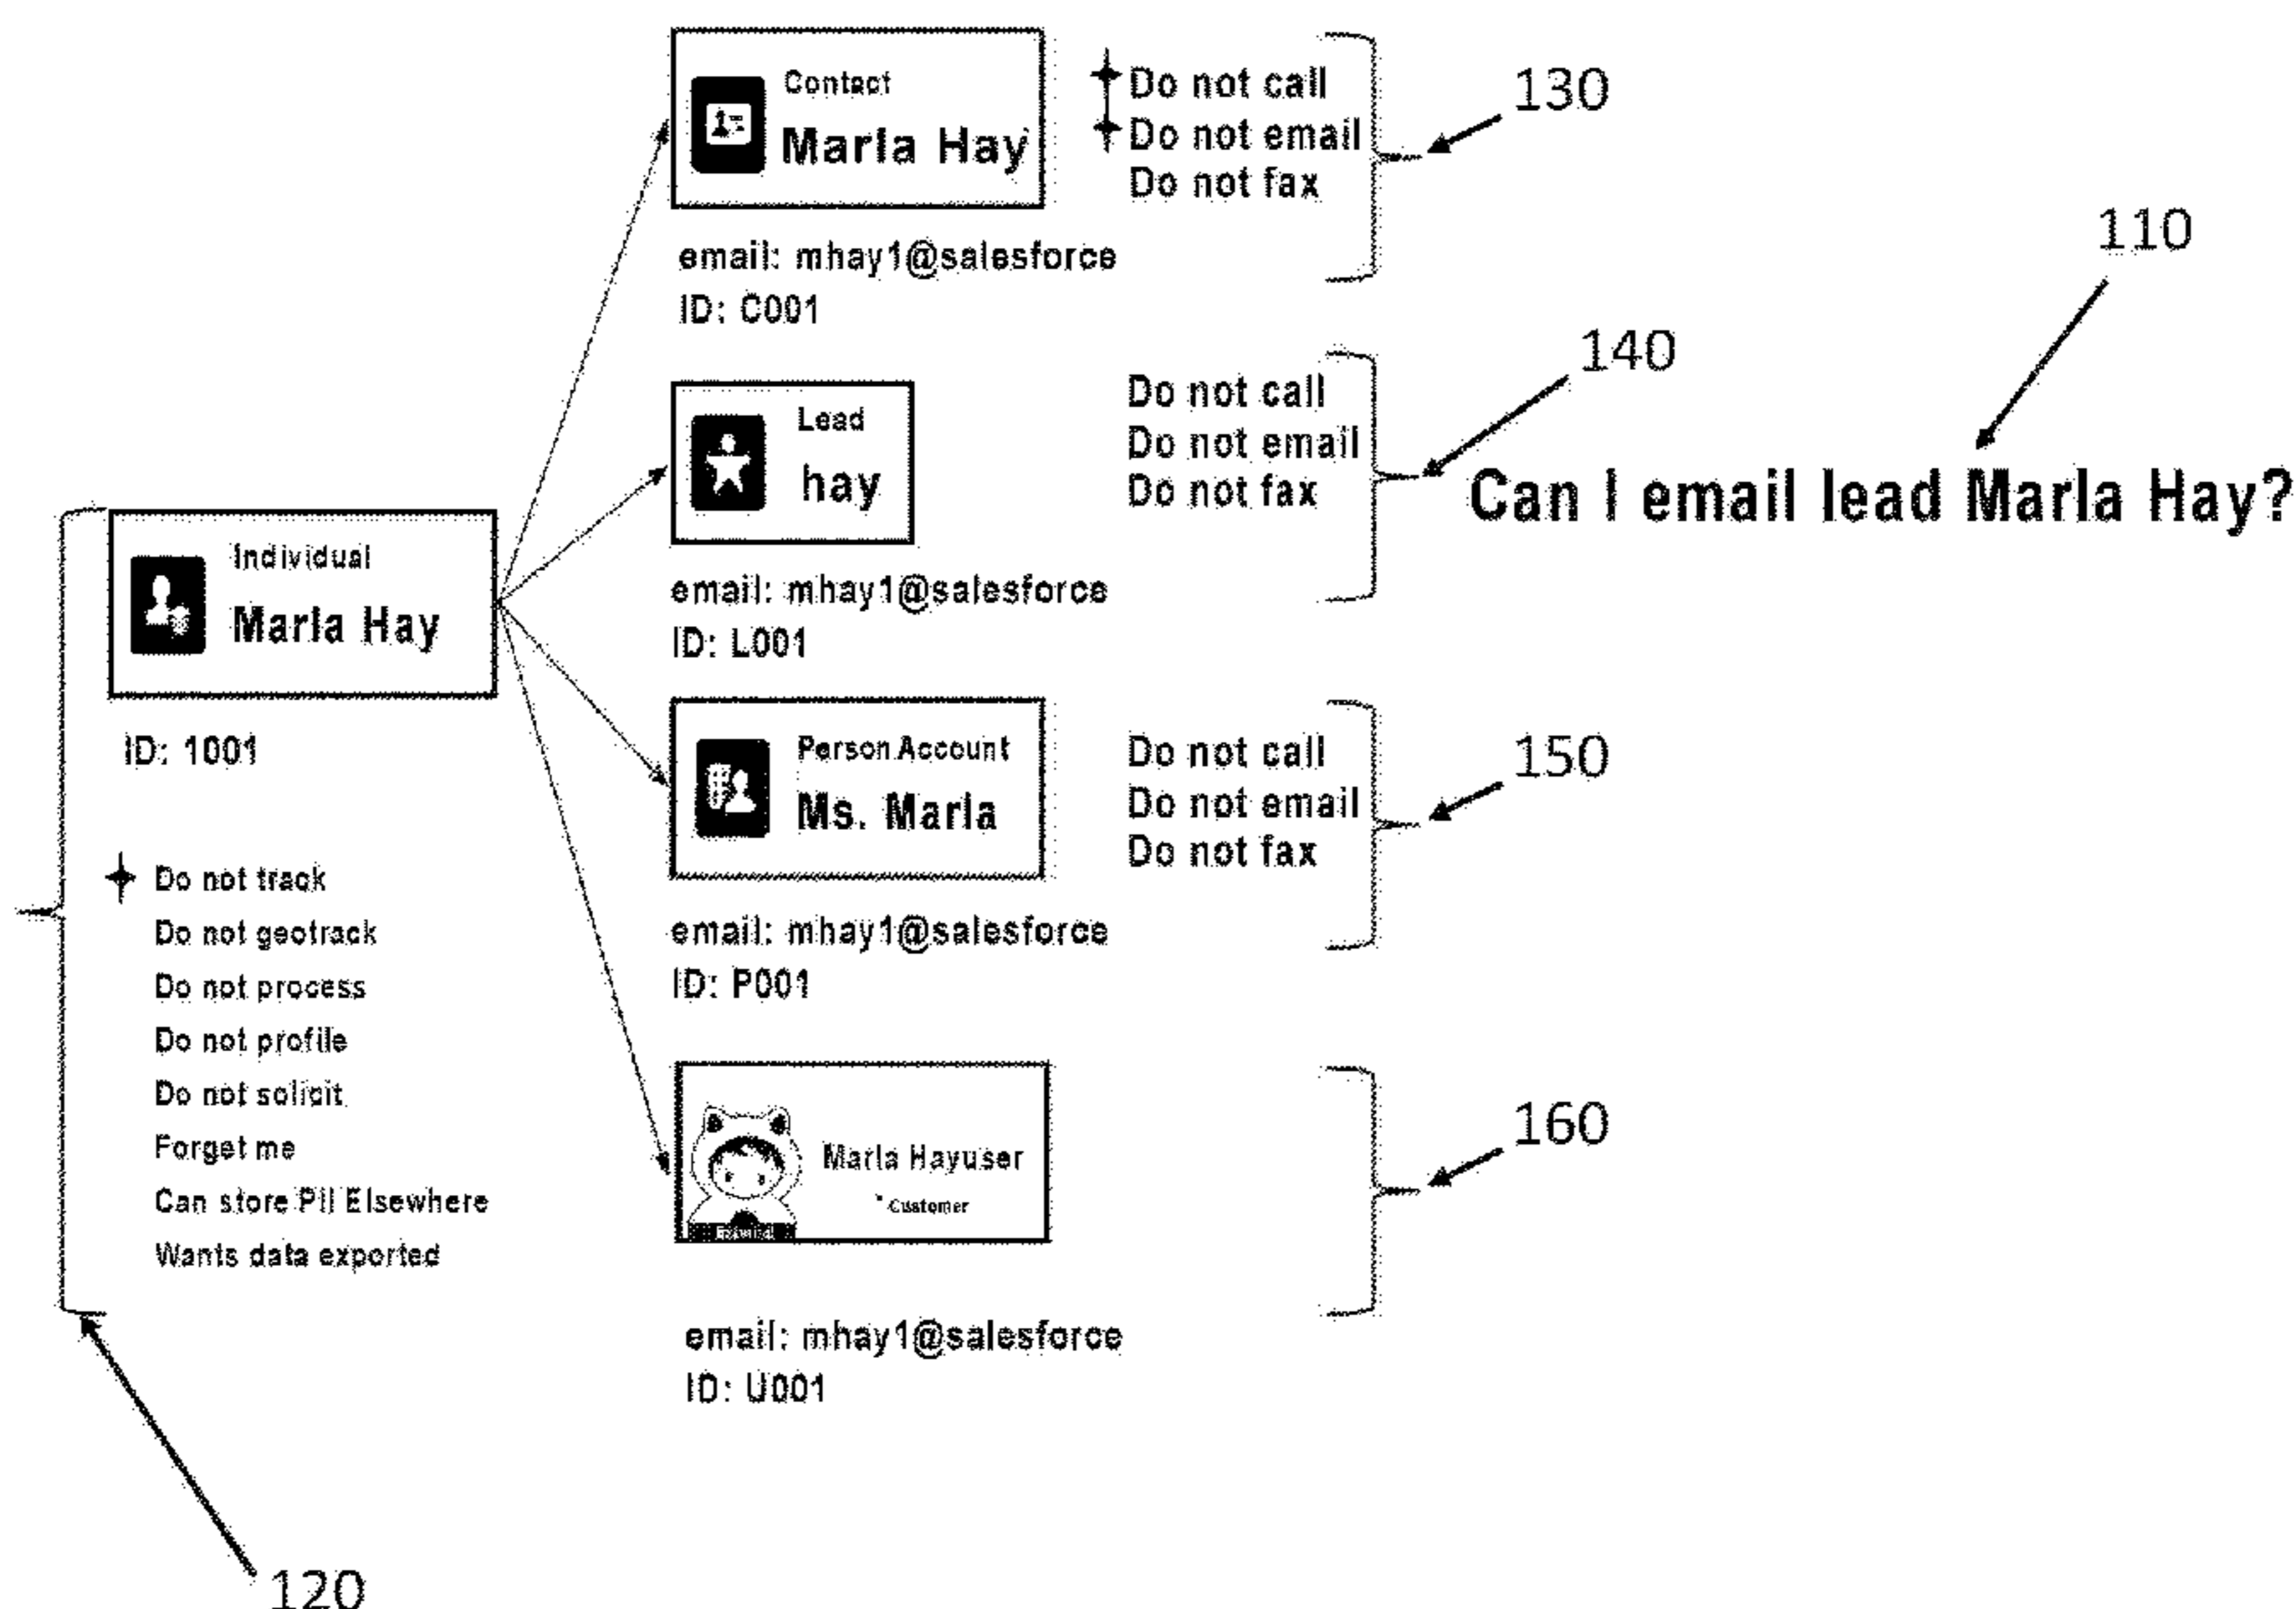 Contact
Marla Hay
Do not call
Do not email
Do not fax
130
email: mhay1@salesforce
ID: C001
110
Lead
hay
Do not call
Do not email
Do not fax
140
Can I email lead Marla Hay?
email: mhay1@salesforce
ID: L001
Individual
Marla Hay
ID: 1001
Do not track
Do not geotrack
Do not process
Do not profile
Do not solicit
Forget me
Can store PII Elsewhere
Wants data exported
120
Person Account
Ms. Marla
Do not call
Do not email
Do not fax
150
email: mhay1@salesforce
ID: P001
Marla Hayuser
Customer
160
email: mhay1@salesforce
ID: U001